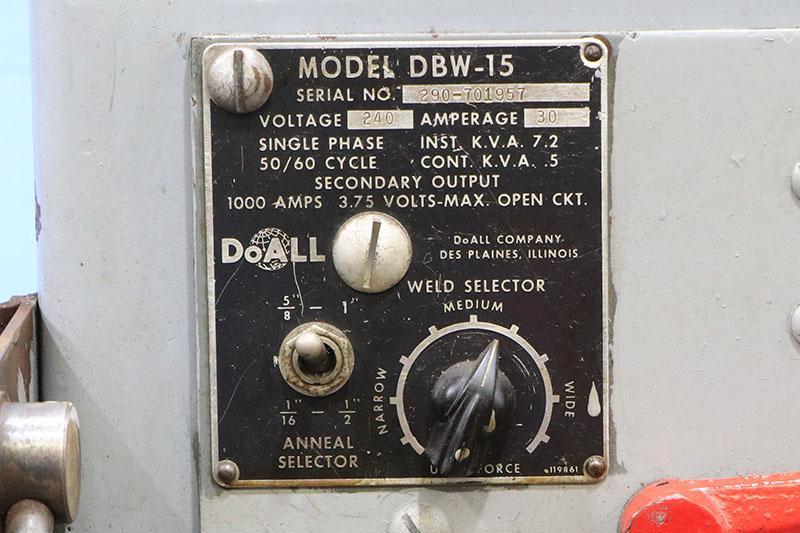 MODEL DBW-15
SERIAL NO. 290-701957
VOLTAGE 240 AMPERAGE 30
SINGLE PHASE INST. K.V.A. 7.2
50/60 CYCLE CONT. K.V.A. .5
SECONDARY OUTPUT
1000 AMPS 3.75 VOLTS-MAX. OPEN CKT.
DoALL
DoALL COMPANY
DES PLAINES, ILLINOIS
WELD SELECTOR
MEDIUM
5/8" - 1"
NARROW
WIDE
1/16" - 1/2"
ANNEAL
SELECTOR
FORCE